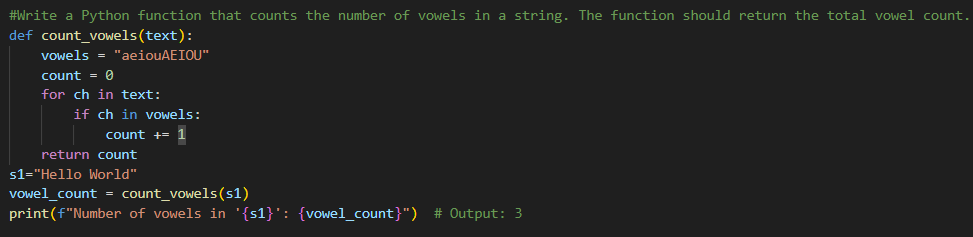 #Write a Python function that counts the number of vowels in a string. The function should return the total vowel count.
def count_vowels(text):
    vowels = "aeiouAEIOU"
    count = 0
    for ch in text:
        if ch in vowels:
            count += 1
    return count
s1="Hello World"
vowel_count = count_vowels(s1)
print(f"Number of vowels in '{s1}': {vowel_count}")  # Output: 3